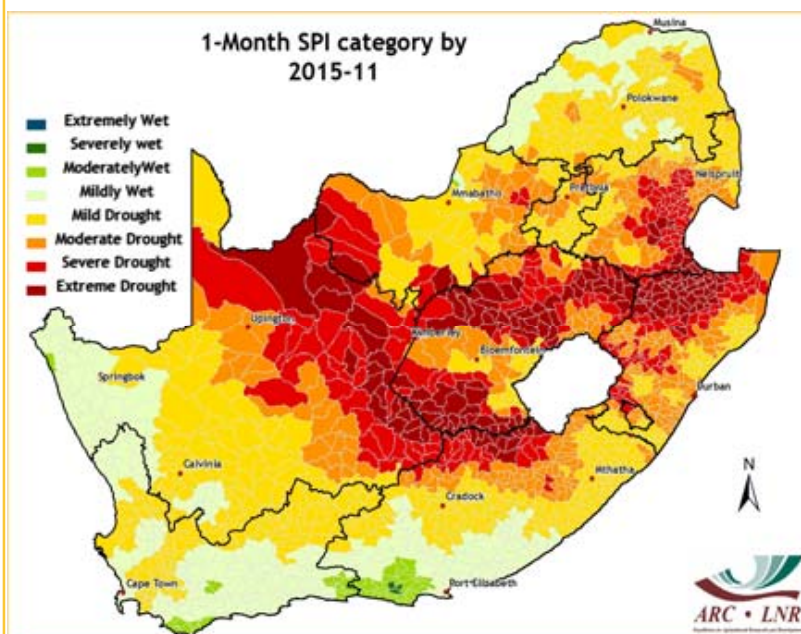 1-Month SPI category by
2015-11
Extremely Wet
Severely wet
ModeratelyWet
Mildly Wet
Mild Drought
Moderate Drought
Severe Drought
Extreme Drought
Musina
Polokwane
Nelspruit
Mmabatho
Pretoria
Upington
Kimberley
Bloemfontein
Springbok
Durban
Calvinia
Mthatha
Cradock
N
Cape Town
Port Elizabeth
ARC • LNR